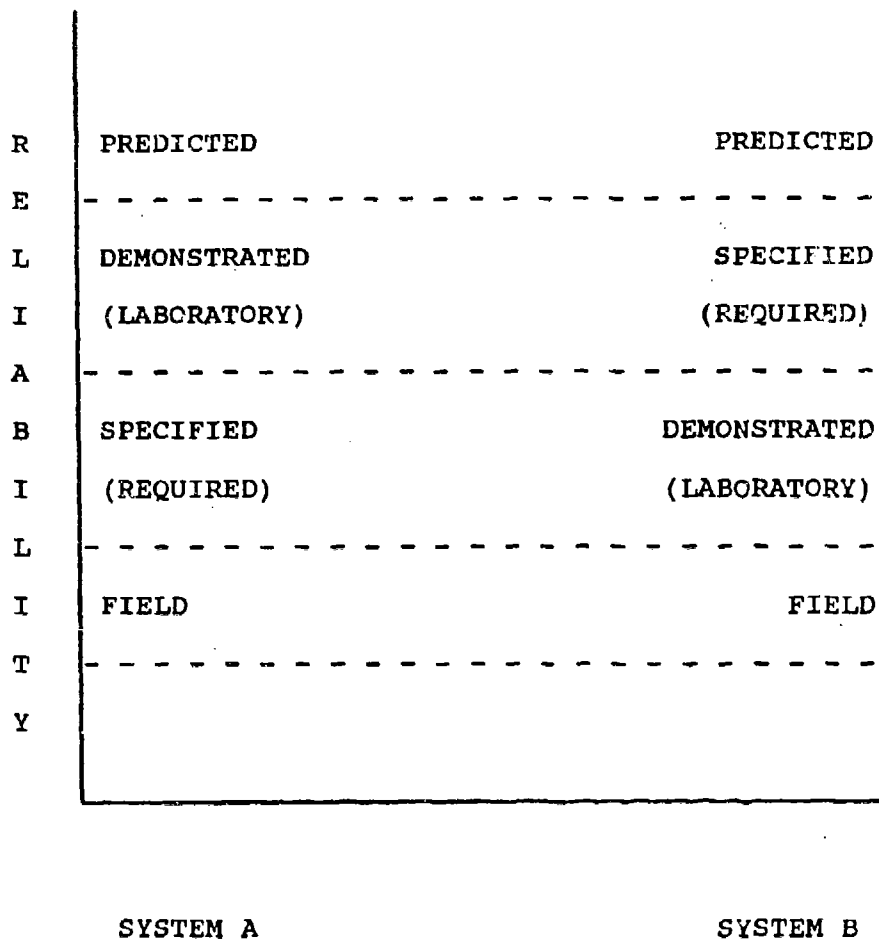 R PREDICTED PREDICTED
E
L DEMONSTRATED SPECIFIED
I (LABORATORY) (REQUIRED)
A
B SPECIFIED DEMONSTRATED
I (REQUIRED) (LABORATORY)
L
I FIELD FIELD
T
Y
SYSTEM A SYSTEM B